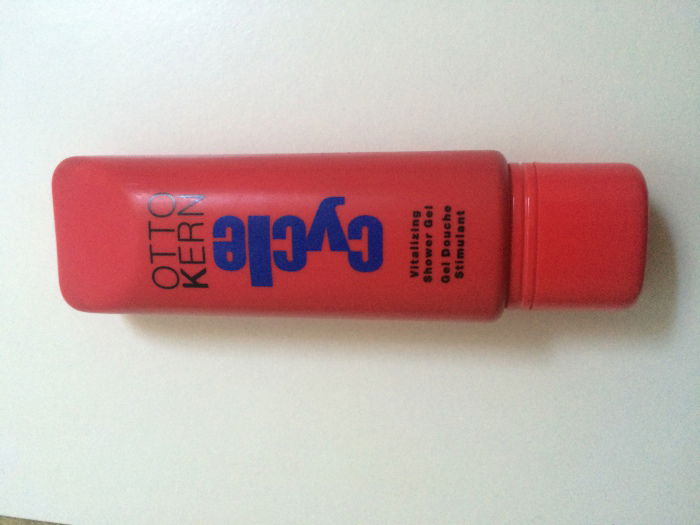 OTTO
KERN
Cycle
Vitalizing
Shower Gel
Gel Douche
Stimulant